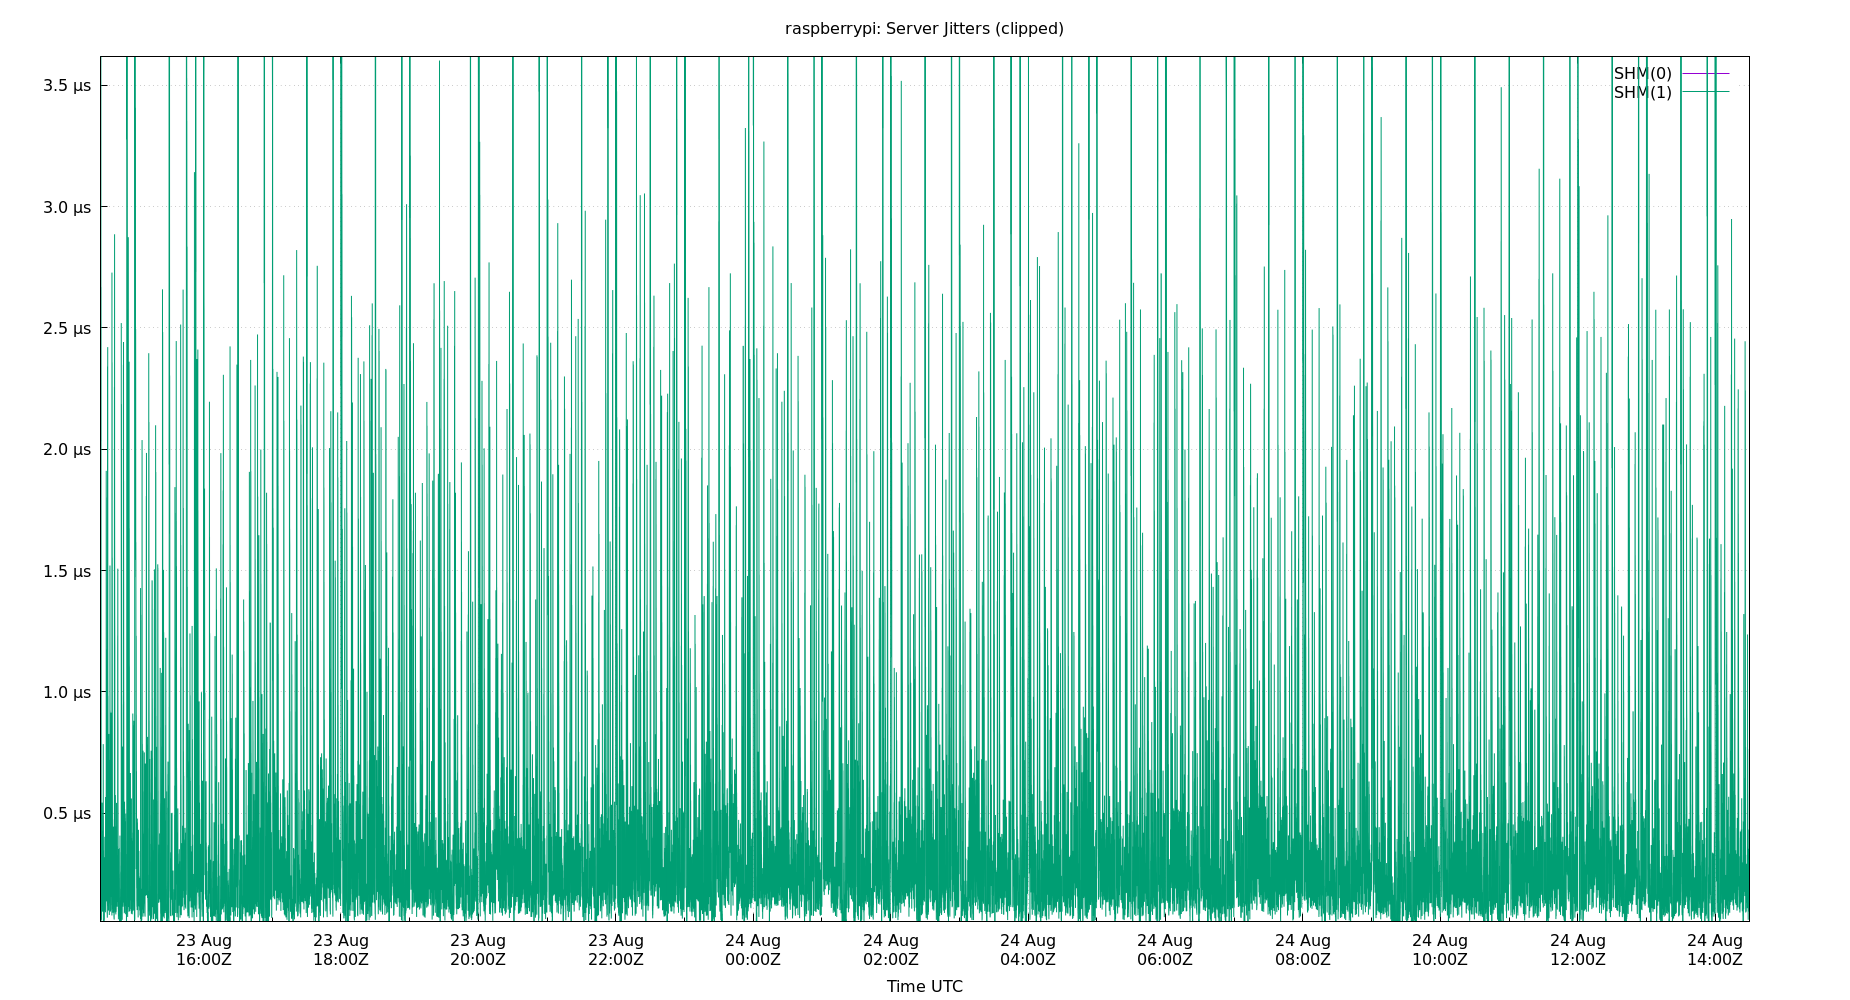 raspberrypi: Server Jitters (clipped)
SHM(0)
SHM(1)
3.5 μs
3.0 μs
2.5 μs
2.0 μs
1.5 μs
1.0 μs
0.5 μs
23 Aug 23 Aug 23 Aug 23 Aug 24 Aug 24 Aug 24 Aug 24 Aug 24 Aug 24 Aug 24 Aug 24 Aug
16:00Z 18:00Z 20:00Z 22:00Z 00:00Z 02:00Z 04:00Z 06:00Z 08:00Z 10:00Z 12:00Z 14:00Z
Time UTC